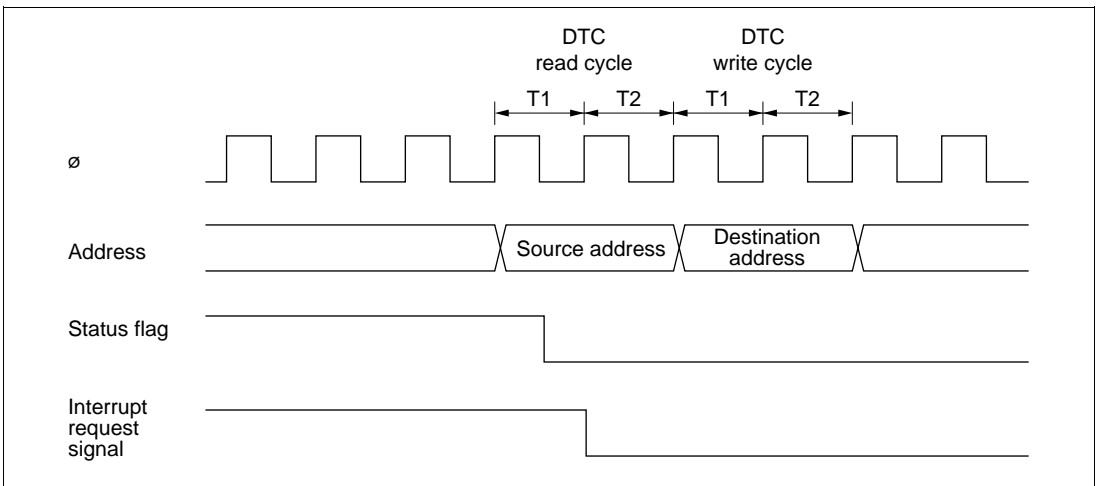 DTC
read cycle
DTC
write cycle
T1
T2
T1
T2
ø
Address
Source address
Destination
address
Status flag
Interrupt
request
signal